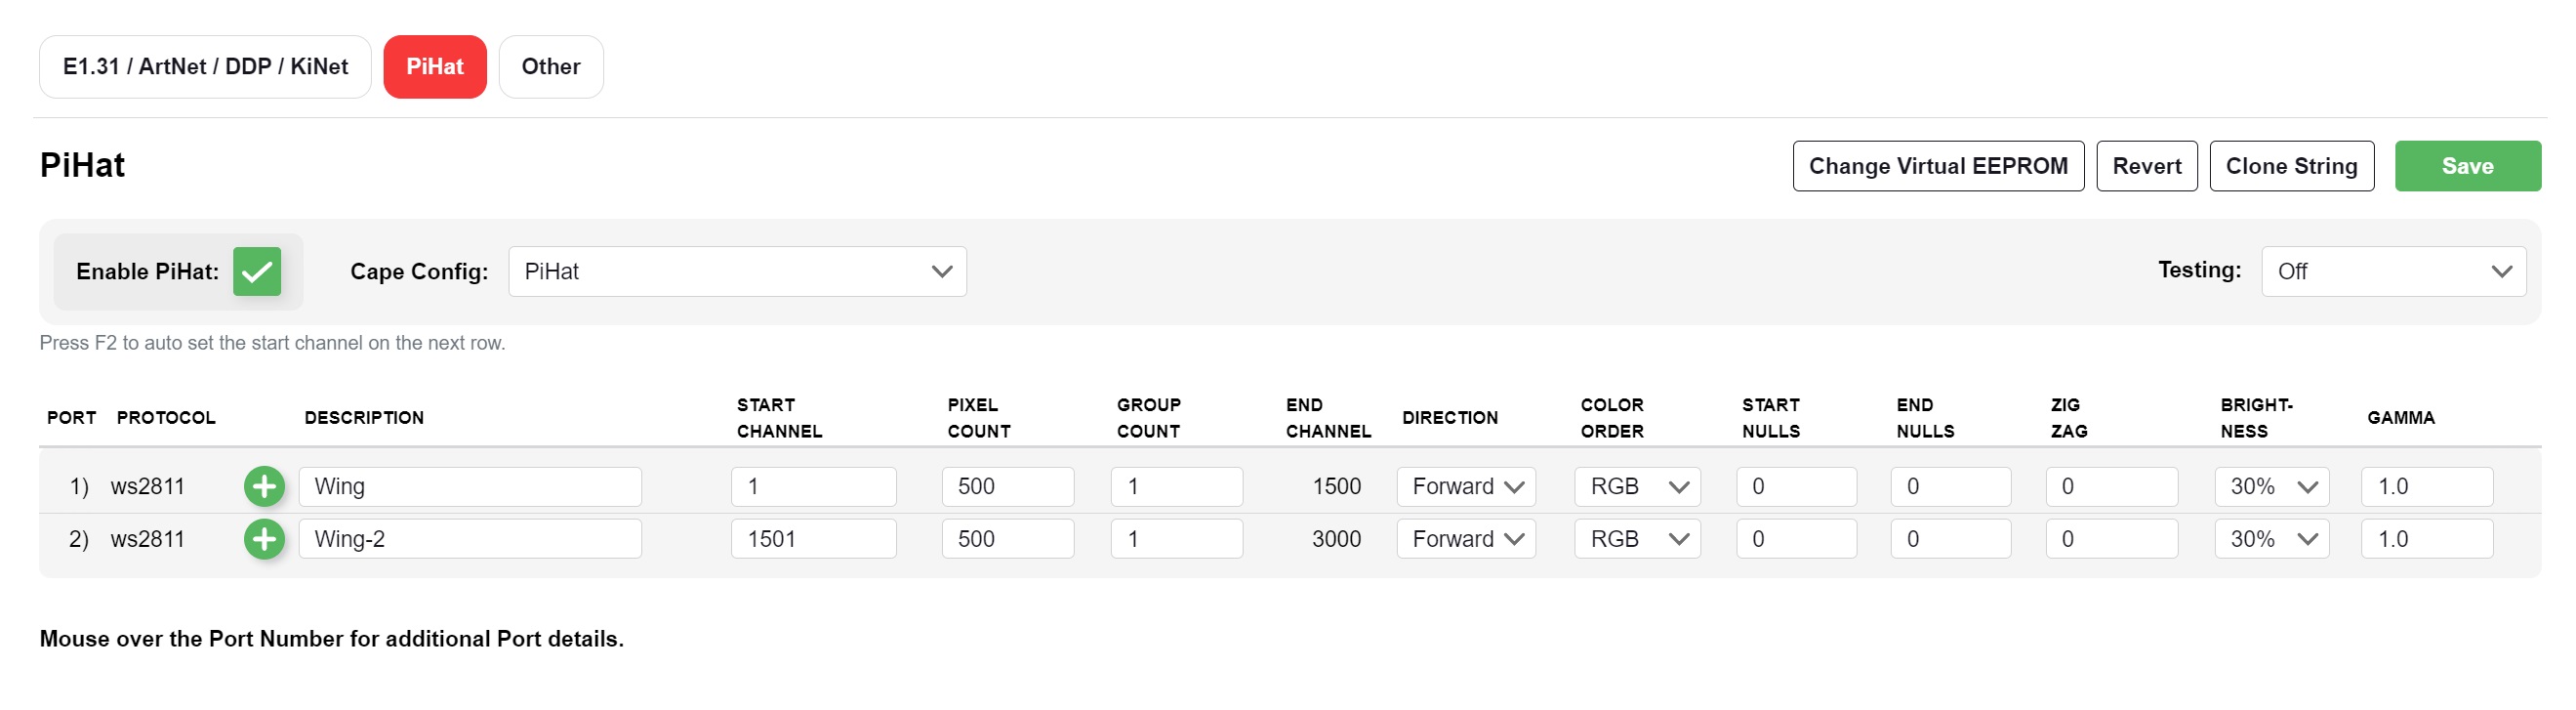 E1.31 / ArtNet / DDP / KiNet PiHat Other
PiHat Change Virtual EEPROM Revert Clone String Save
Enable PiHat: Cape Config: PiHat Testing: Off
Press F2 to auto set the start channel on the next row.
PORT PROTOCOL DESCRIPTION START CHANNEL PIXEL COUNT GROUP COUNT END CHANNEL DIRECTION COLOR ORDER START NULLS END NULLS ZIG ZAG BRIGHT-NESS GAMMA
1) ws2811 Wing 1 500 1 1500 Forward RGB 0 0 0 30% 1.0
2) ws2811 Wing-2 1501 500 1 3000 Forward RGB 0 0 0 30% 1.0
Mouse over the Port Number for additional Port details.